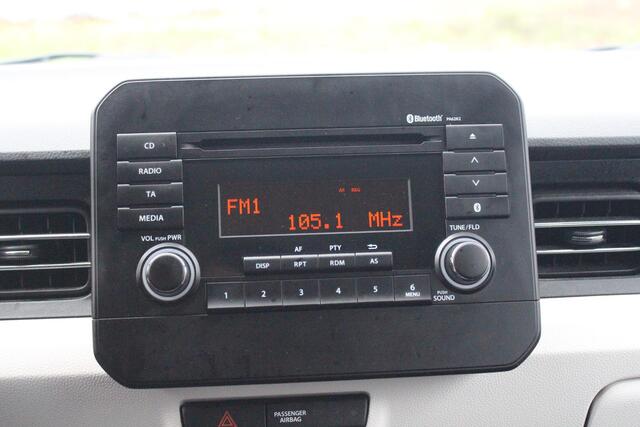 Bluetooth PA6282
CD
RADIO
TA
MEDIA
VOL PUSH PWR
AF REG
FM1
105.1 MHz
TUNE/FLD
AF PTY
DISP RPT RDM AS
1 2 3 4 5 6
MENU
PUSH
SOUND
PASSENGER
AIRBAG